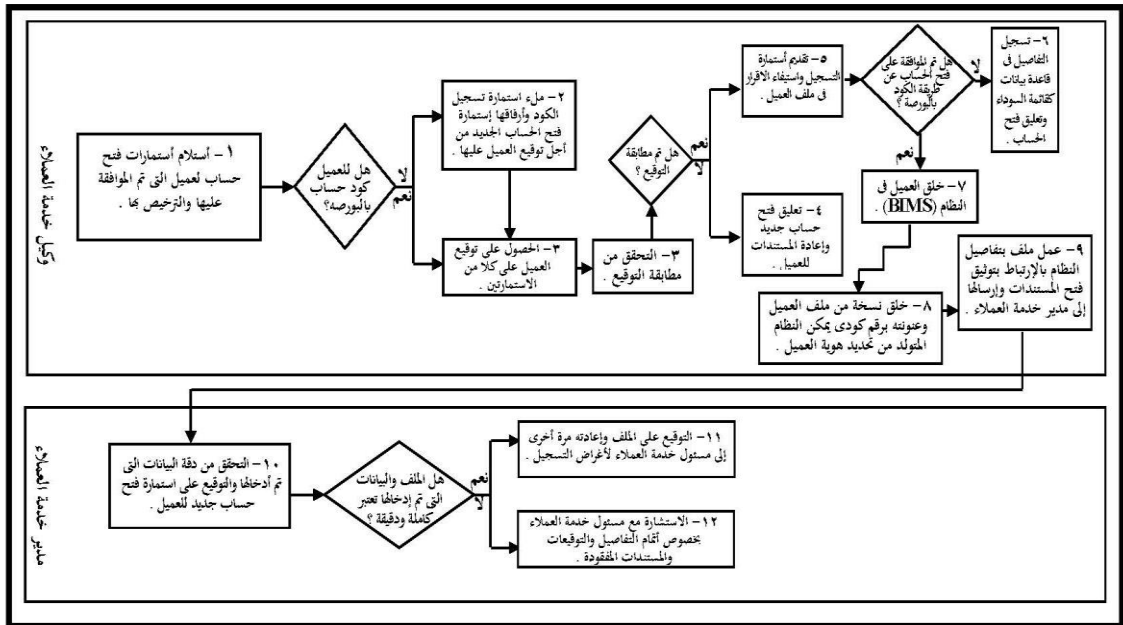 وكيل خدمة العملاء
١- أستلام أستمارات فتح
حساب لعميل التى تم الموافقة
عليها والترخيص بها .
هل للعميل
كود حساب
بالبورصه؟
لا
نعم
٢- ملء استمارة تسجيل
الكود وأرفاقها إستمارة
فتح الحساب الجديد من
أجل توقيع العميل عليها .
٣- الحصول على توقيع
العميل على كلا من
الاستمارتين .
٣- التحقق من
مطابقة التوقيع .
هل تم مطابقة
التوقيع ؟
نعم
لا
٤- تعليق فتح
حساب جديد
وإعادة المستندات
للعميل .
٥- تقديم أستمارة
التسجيل واستيفاء الاقرار
فى ملف العميل .
هل تم الموافقة على
فتح الحساب عن
طريقة الكود
بالبورصة ؟
لا
نعم
٦- تسجيل
التفاصيل فى
قاعدة بيانات
كقائمة السوداء
وتعليق فتح
الحساب .
٧- خلق العميل فى
النظام (BIMS) .
٨- خلق نسخة من ملف العميل
وعنونته برقم كودى يمكن النظام
المتولد من تحديد هوية العميل .
٩- عمل ملف بتفاصيل
النظام بالإرتباط بتوثيق
فتح المستندات وإرسالها
إلى مدير خدمة العملاء .
مدير خدمة العملاء
١٠- التحقق من دقة البيانات التى
تم أدخالها والتوقيع على استمارة فتح
حساب جديد للعميل .
هل الملف والبيانات
التى تم إدخالها تعتبر
كاملة ودقيقة ؟
نعم
لا
١١- التوقيع على الملف وإعادته مرة أخرى
إلى مسئول خدمة العملاء لأغراض التسجيل .
١٢- الاستشارة مع مسئول خدمة العملاء
بخصوص أتمام التفاصيل والتوقيعات
والمستندات المفقودة .